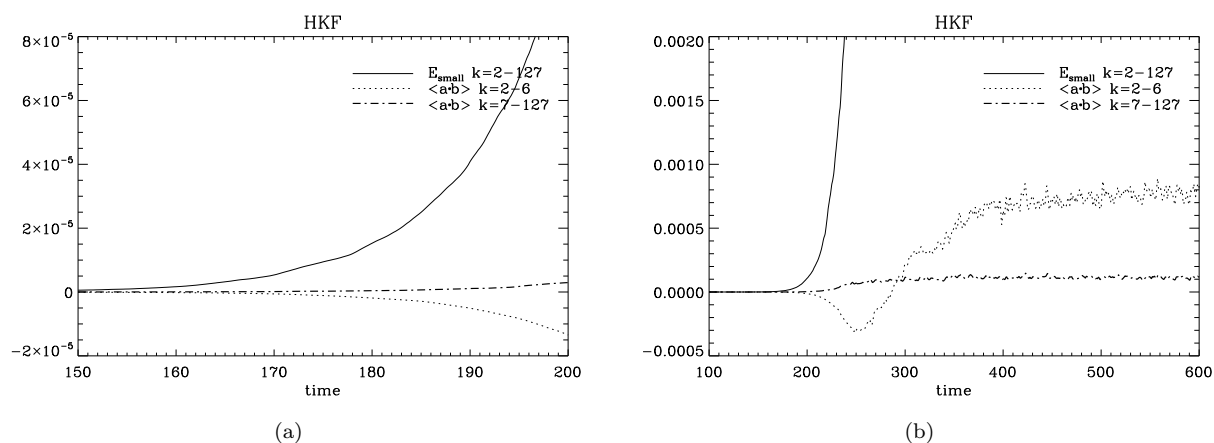 HKF
8×10⁻⁵
6×10⁻⁵
4×10⁻⁵
2×10⁻⁵
0
−2×10⁻⁵
E_small k=2−127
<a•b> k=2−6
<a•b> k=7−127
150 160 170 180 190 200
time
(a)
HKF
0.0020
0.0015
0.0010
0.0005
0.0000
−0.0005
E_small k=2−127
<a•b> k=2−6
<a•b> k=7−127
100 200 300 400 500 600
time
(b)